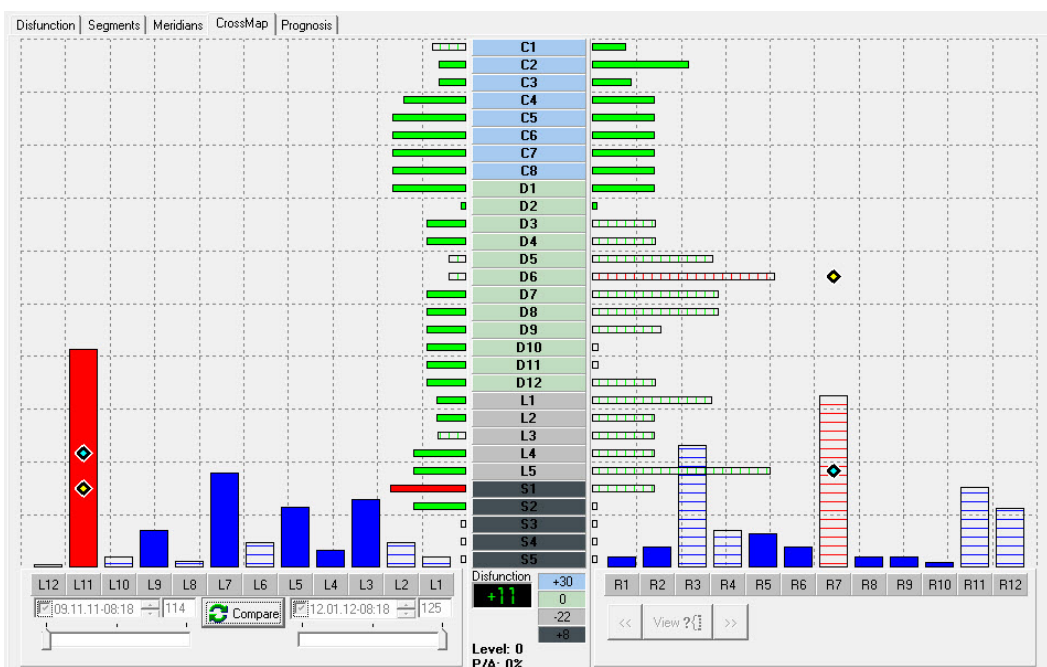 Disfunction Segments Meridians CrossMap Prognosis
C1
C2
C3
C4
C5
C6
C7
C8
D1
D2
D3
D4
D5
D6
D7
D8
D9
D10
D11
D12
L1
L2
L3
L4
L5
S1
S2
S3
S4
S5
L12 L11 L10 L9 L8 L7 L6 L5 L4 L3 L2 L1
Disfunction
+11
+30
0
-22
+8
Level: 0
P/A: 0%
R1 R2 R3 R4 R5 R6 R7 R8 R9 R10 R11 R12
09.11.11-08:18 114 Compare 12.01.12-08:18 125
<< View ?{} >>